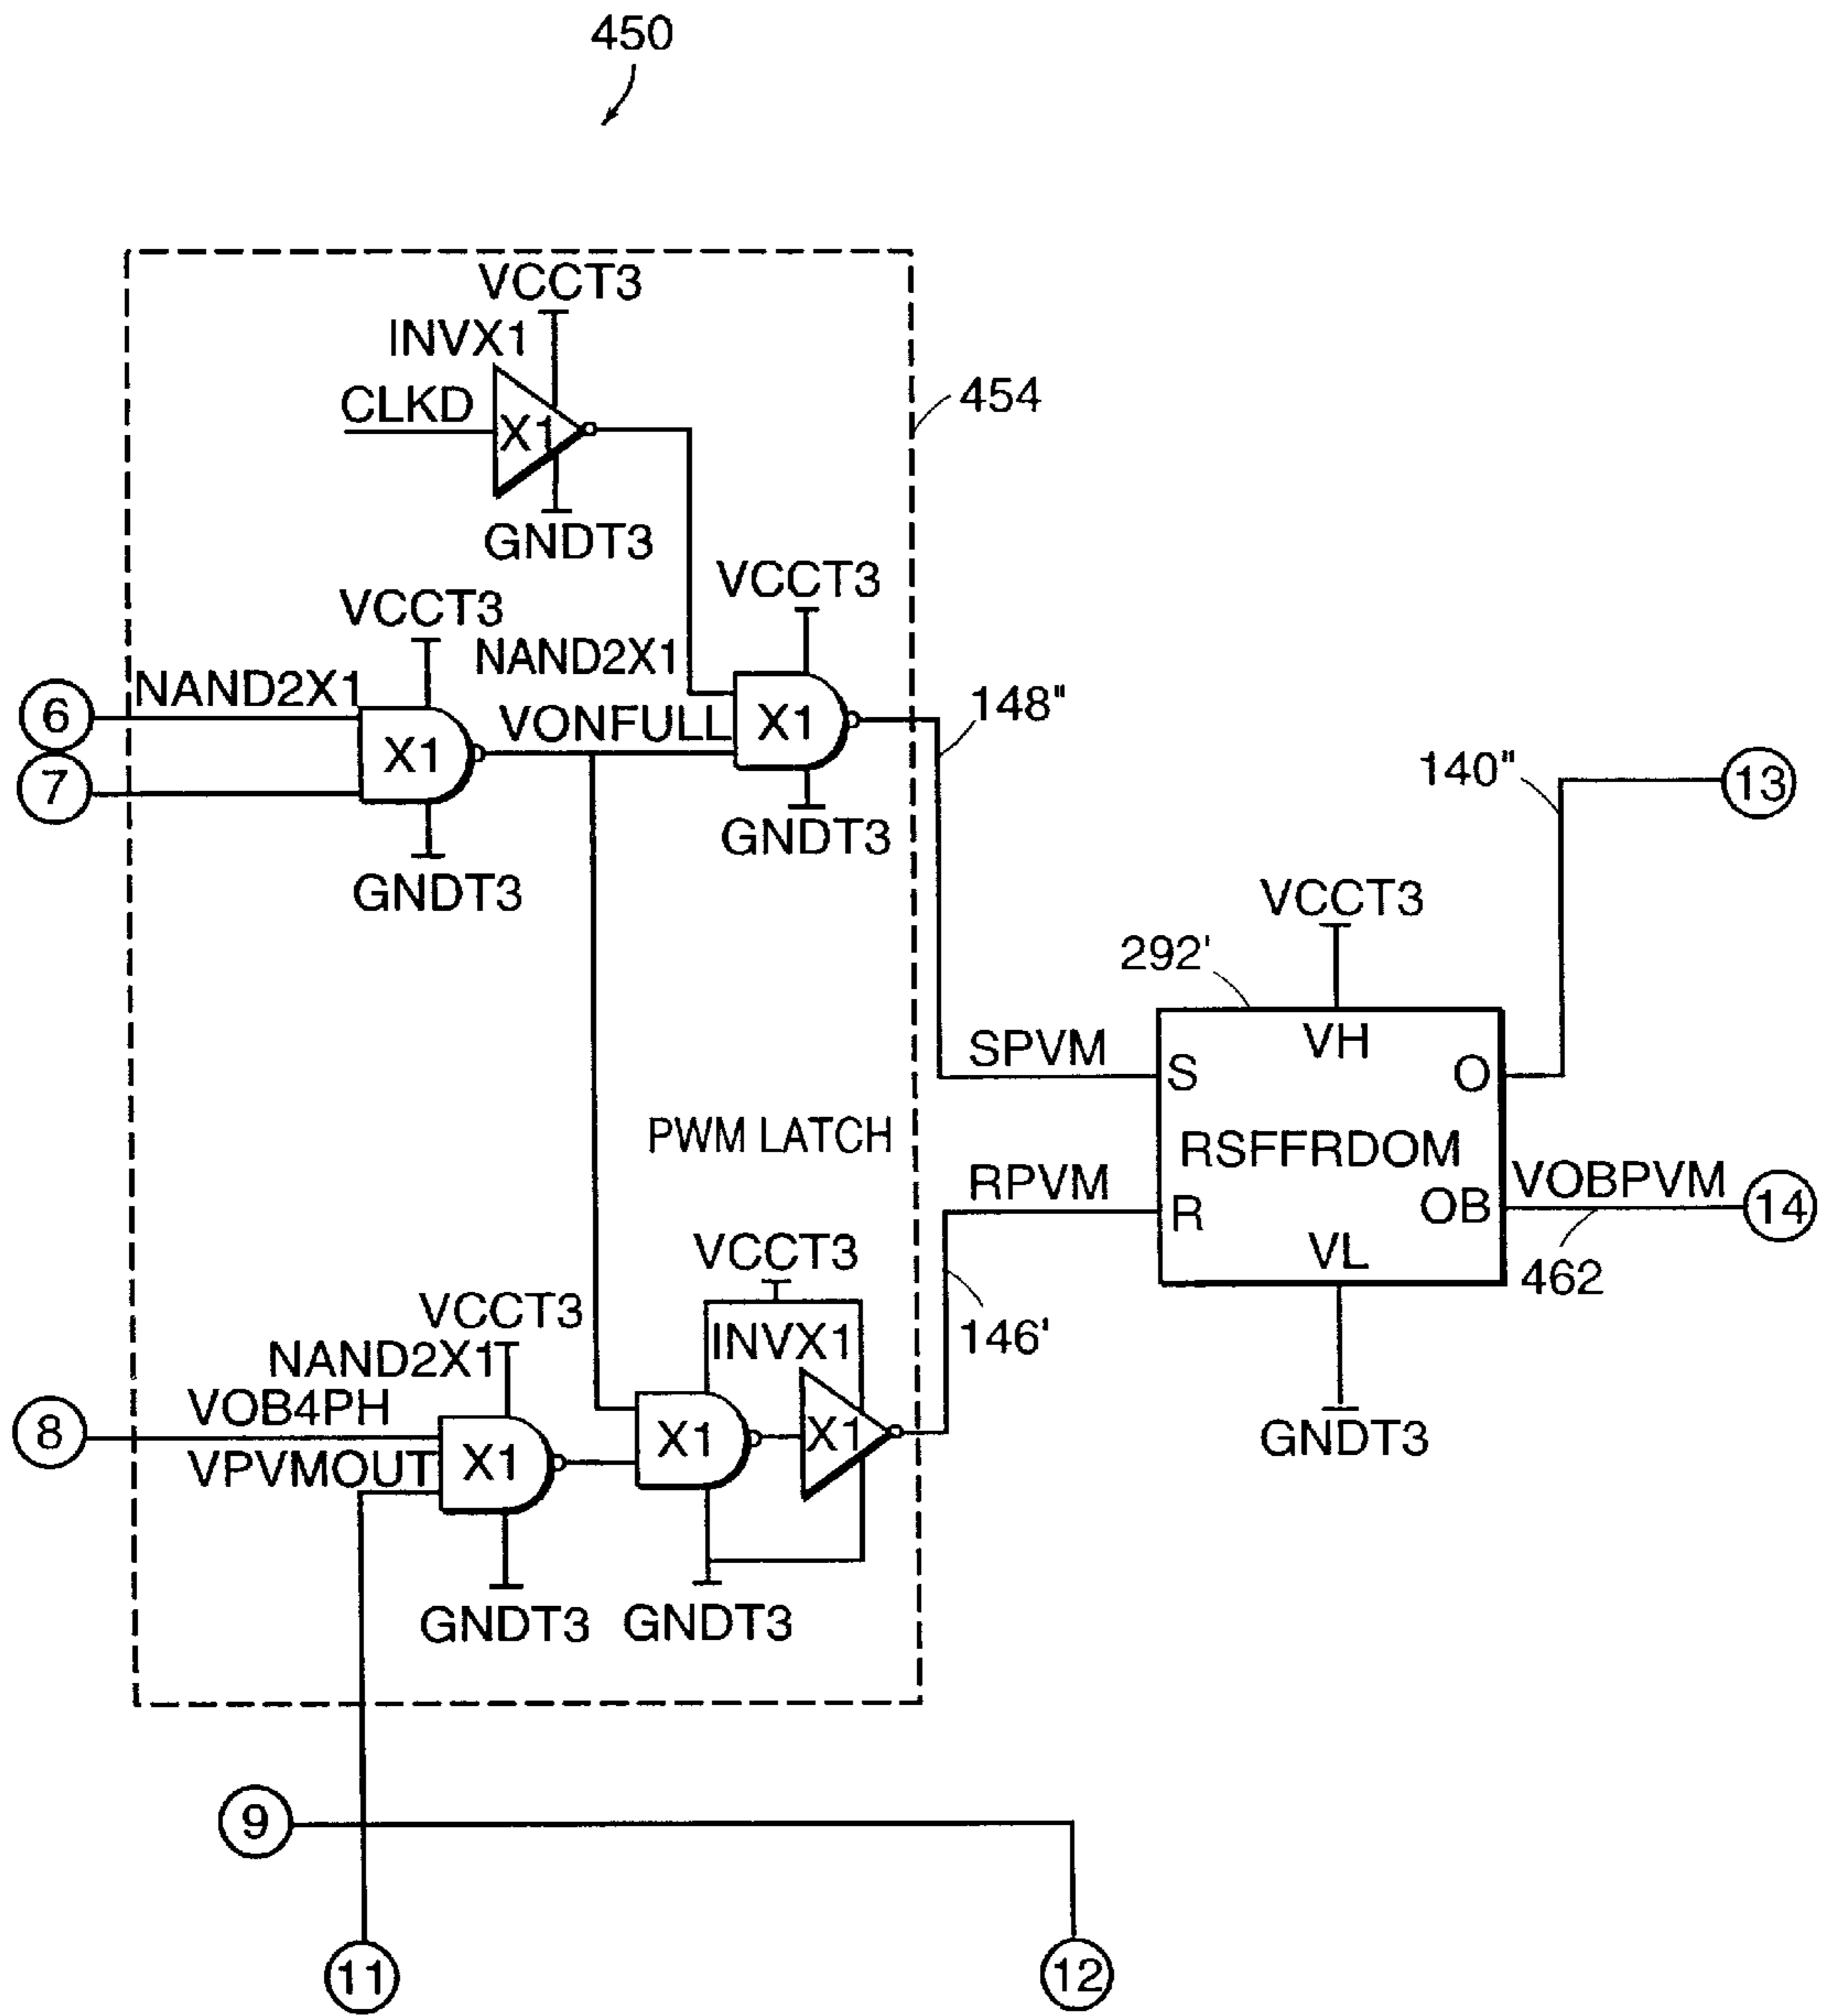 450
VCCT3
INVX1
CLKD
X1
454
GNDT3
VCCT3
VCCT3
NAND2X1
NAND2X1
6
VONFULL
X1
148"
X1
7
140"
13
GNDT3
GNDT3
VCCT3
292'
VH
SPVM
S
O
PWM LATCH
RSFFRDOM
RPVM
VOBPVM
R
OB
14
VL
462
VCCT3
VCCT3
INVX1
146'
NAND2X1
VOB4PH
8
X1
X1
X1
VPVMOUT
GNDT3
GNDT3
GNDT3
9
11
12